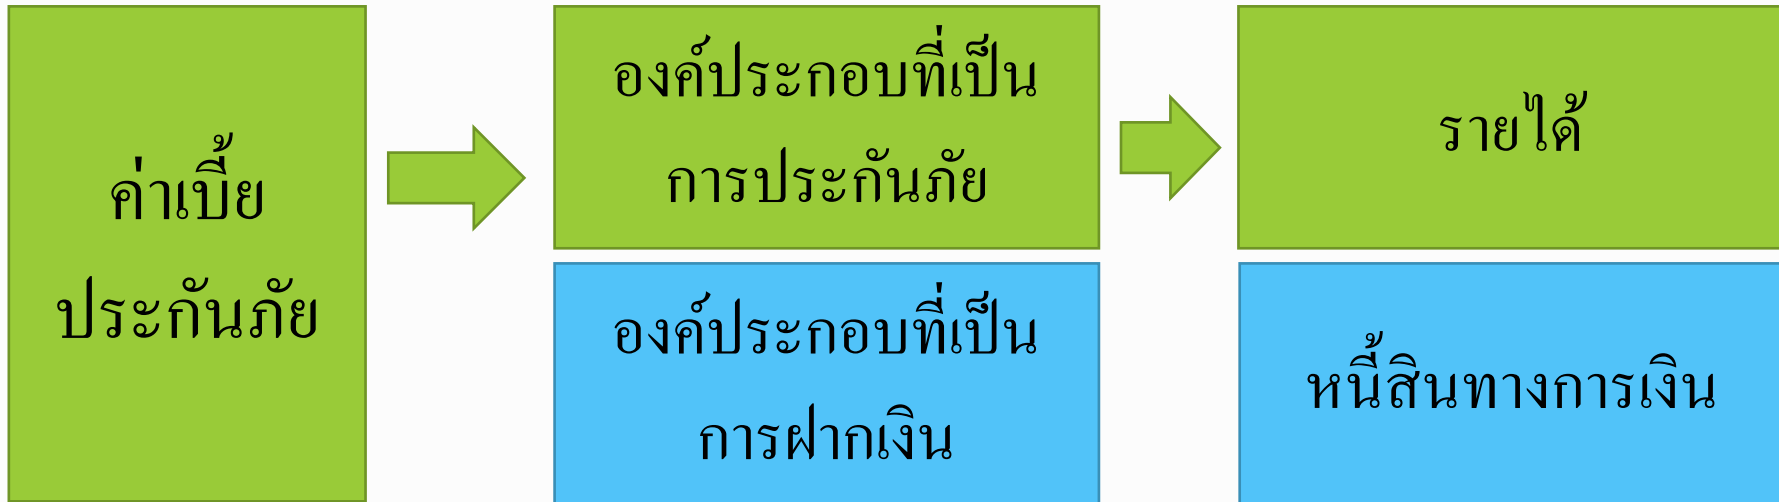 ค่าเบี้ย
ประกันภัย
องค์ประกอบที่เป็น
การประกันภัย
รายได้
องค์ประกอบที่เป็น
การฝากเงิน
หนี้สินทางการเงิน